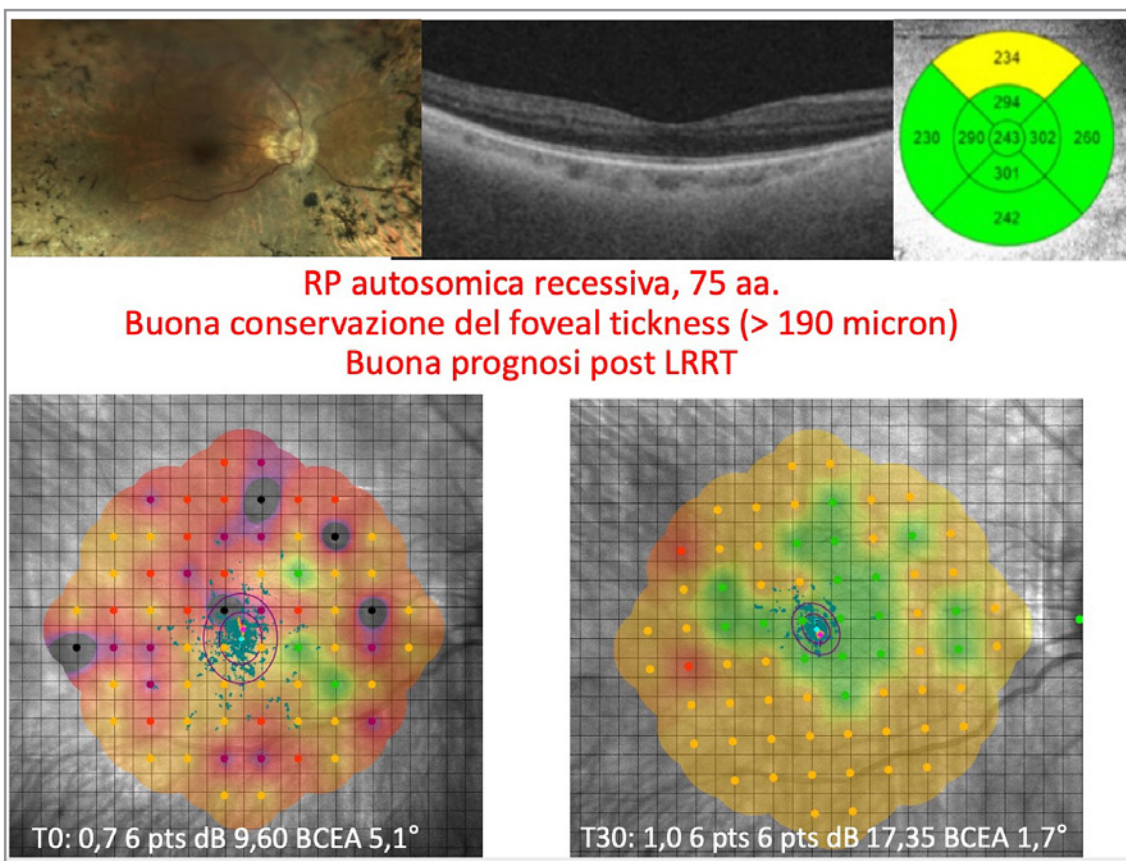 234
294
230 290 243 302 260
301
242
RP autosomica recessiva, 75 aa.
Buona conservazione del foveal tickness (> 190 micron)
Buona prognosi post LRRT
T0: 0,7 6 pts dB 9,60 BCEA 5,1°
T30: 1,0 6 pts 6 pts dB 17,35 BCEA 1,7°